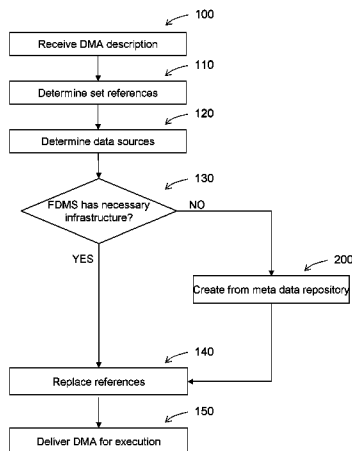 100
Receive DMA description
110
Determine set references
120
Determine data sources
130
FDMS has necessary
infrastructure?
NO
YES
200
Create from meta data repository
140
Replace references
150
Deliver DMA for execution